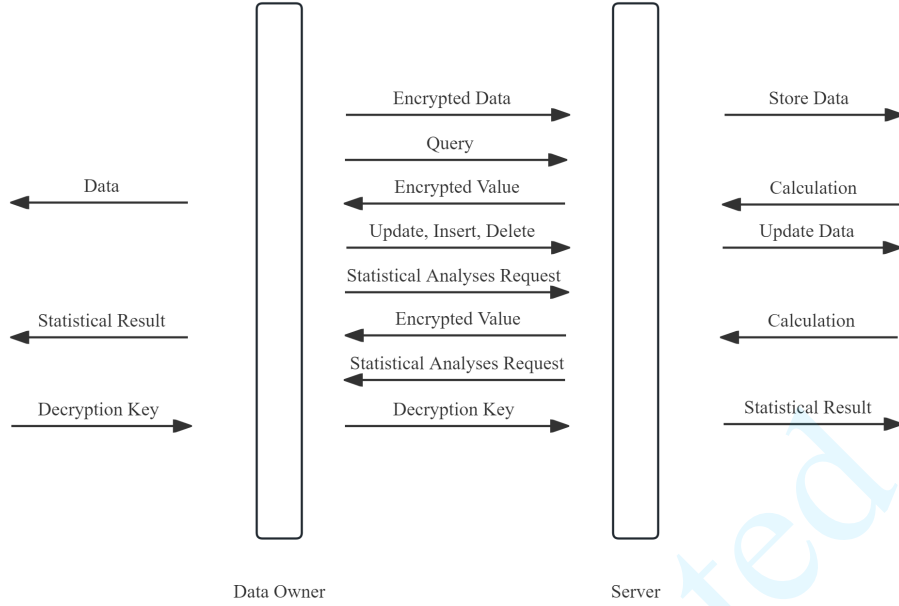 Encrypted Data
Store Data
Query
Data
Encrypted Value
Calculation
Update, Insert, Delete
Update Data
Statistical Analyses Request
Statistical Result
Encrypted Value
Calculation
Statistical Analyses Request
Decryption Key
Decryption Key
Statistical Result
Data Owner
Server